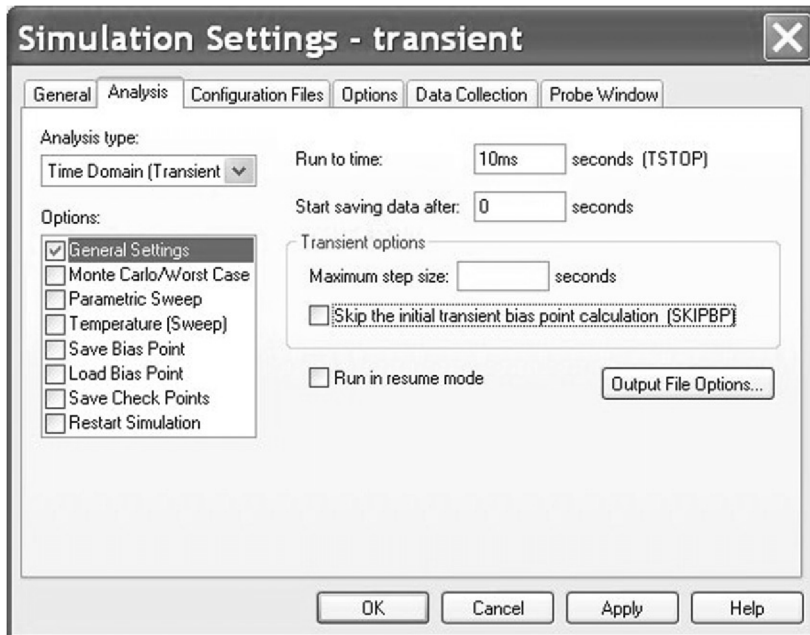 Simulation Settings - transient
General Analysis Configuration Files Options Data Collection Probe Window
Analysis type:
Time Domain (Transient
Options:
General Settings
Monte Carlo/Worst Case
Parametric Sweep
Temperature (Sweep)
Save Bias Point
Load Bias Point
Save Check Points
Restart Simulation
Run to time: 10ms seconds (TSTOP)
Start saving data after: 0 seconds
Transient options
Maximum step size: seconds
Skip the initial transient bias point calculation (SKIPBP)
Run in resume mode
Output File Options...
OK Cancel Apply Help